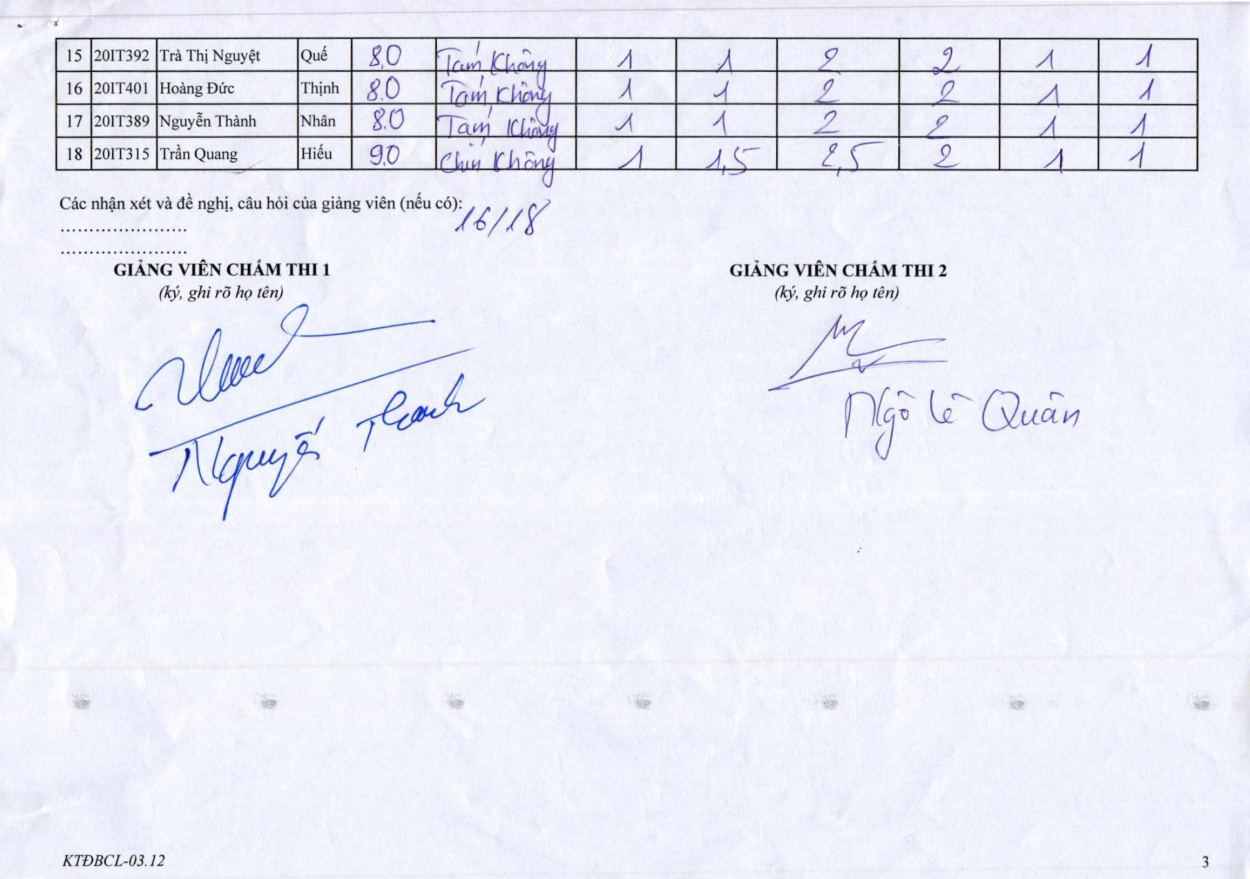 15 20IT392 Trà Thị Nguyệt Quế 8,0 Tám Không 1 1 2 2 1 1
16 20IT401 Hoàng Đức Thịnh 8.0 Tám Không 1 1 2 2 1 1
17 20IT389 Nguyễn Thành Nhân 8.0 Tám Không 1 1 2 2 1 1
18 20IT315 Trần Quang Hiếu 9.0 Chín Không 1 1,5 2,5 2 1 1
Các nhận xét và đề nghị, câu hỏi của giảng viên (nếu có): 16/18
......................
......................
GIẢNG VIÊN CHẤM THI 1 GIẢNG VIÊN CHẤM THI 2
(ký, ghi rõ họ tên) (ký, ghi rõ họ tên)
Ngô Lê Quân
Nguyễn Thanh
KTĐBCL-03.12 3